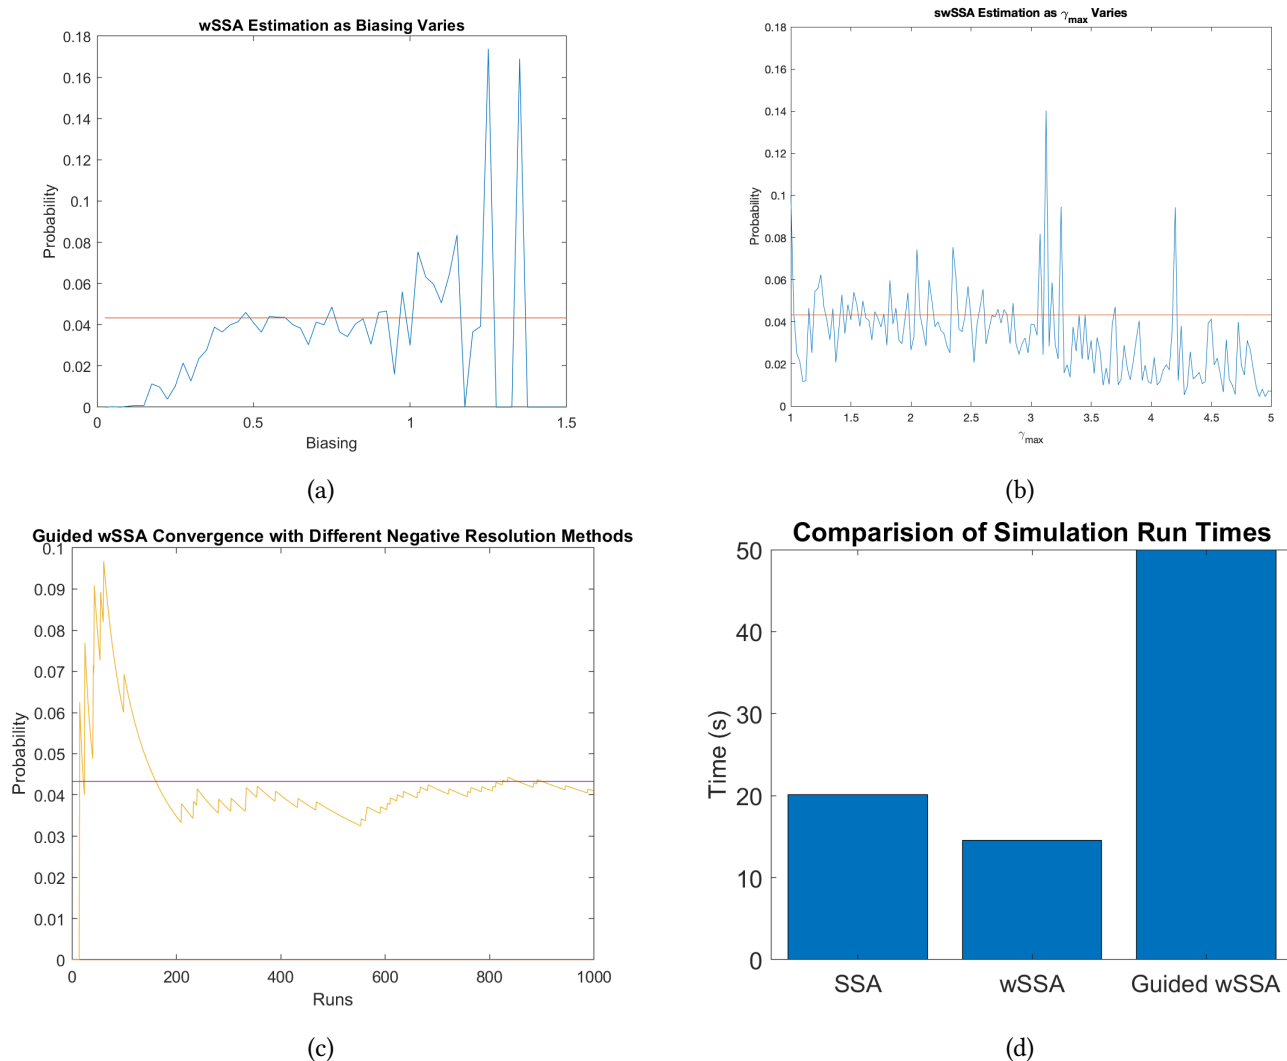 wSSA Estimation as Biasing Varies
0.18
0.16
0.14
0.12
0.1
0.08
0.06
0.04
0.02
0
Probability
0 0.5 1 1.5
Biasing
(a)
swSSA Estimation as γmax Varies
0.18
0.16
0.14
0.12
0.1
0.08
0.06
0.04
0.02
0
Probability
1 1.5 2 2.5 3 3.5 4 4.5 5
γmax
(b)
Guided wSSA Convergence with Different Negative Resolution Methods
0.1
0.09
0.08
0.07
0.06
0.05
0.04
0.03
0.02
0.01
0
Probability
0 200 400 600 800 1000
Runs
(c)
Comparision of Simulation Run Times
50
40
30
20
10
0
Time (s)
SSA wSSA Guided wSSA
(d)